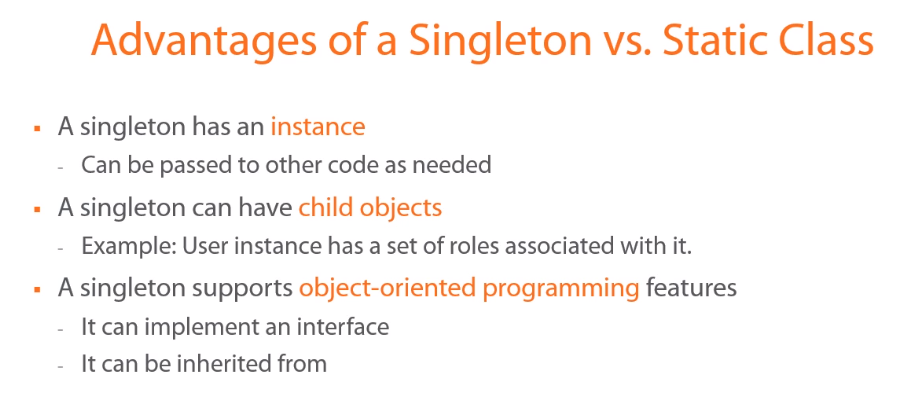 Advantages of a Singleton vs. Static Class
▪ A singleton has an instance
- Can be passed to other code as needed
▪ A singleton can have child objects
- Example: User instance has a set of roles associated with it.
▪ A singleton supports object-oriented programming features
- It can implement an interface
- It can be inherited from